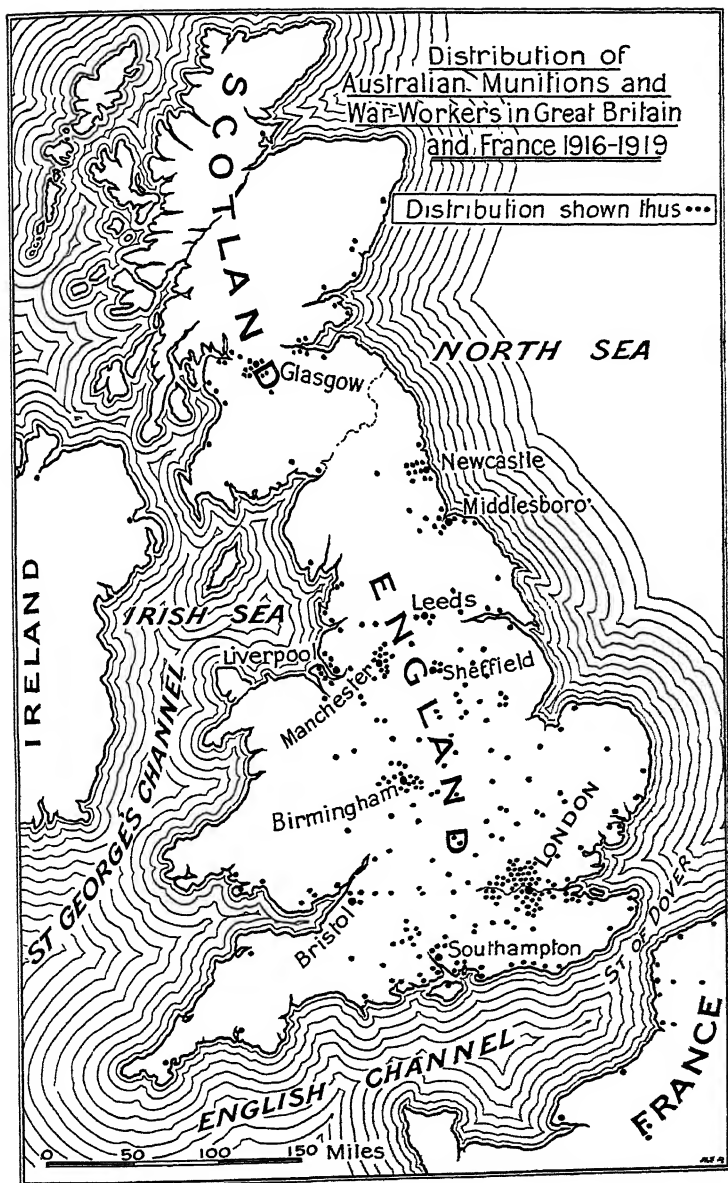 Distribution of
Australian Munitions and
War-Workers in Great Britain
and France 1916-1919
Distribution shown thus
SCOTLAND
NORTH SEA
Glasgow
Newcastle
Middlesboro'
IRELAND
IRISH SEA
ENGLAND
Leeds
Liverpool
Manchester
Sheffield
ST GEORGE'S CHANNEL
Birmingham
LONDON
Bristol
Southampton
ST OF DOVER
ENGLISH CHANNEL
FRANCE
0 50 100 150 Miles